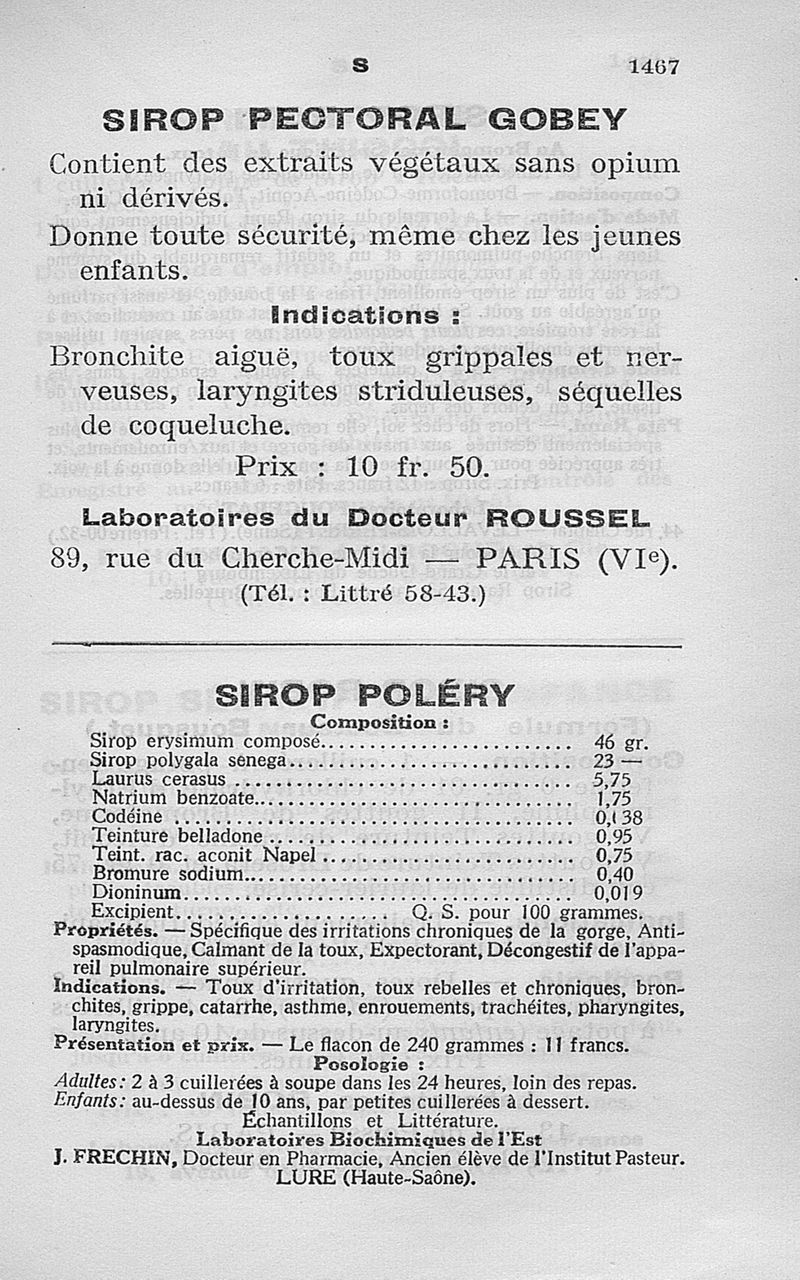 S 1467
SIROP PECTORAL GOBEY
Contient des extraits végétaux sans opium
ni dérivés.
Donne toute sécurité, même chez les jeunes
enfants.
Indications :
Bronchite aiguë, toux grippales et ner-
veuses, laryngites striduleuses, séquelles
de coqueluche.
Prix : 10 fr. 50.
Laboratoires du Docteur ROUSSEL
89, rue du Cherche-Midi — PARIS (VIe).
(Tél. : Littré 58-43.)
SIROP POLÉRY
Composition :
Sirop erysimum composé......................... 46 gr.
Sirop polygala senega............................ 23 —
Laurus cerasus .................................. 5,75
Natrium benzoate................................ 1,75
Codéine ........................................
Teinture belladone.............................. 0,95
Teint. rac. aconit Napel ......................... 0,75
Bromure sodium................................. 0,40
Dioninum....................................... 0,019
Excipient..................... Q. S. pour 100 grammes.
Propriétés. — Spécifique des irritations chroniques de la gorge, Anti-
spasmodique, Calmant de la toux, Expectorant, Décongestif de l'appa-
reil pulmonaire supérieur.
Indications. — Toux d'irritation, toux rebelles et chroniques, bron-
chites, grippe, catarrhe, asthme, enrouements, trachéites, pharyngites,
laryngites.
Présentation et prix. — Le flacon de 240 grammes : 11 francs.
Posologie :
Adultes : 2 à 3 cuillerées à soupe dans les 24 heures, loin des repas.
Enfants : au-dessus de 10 ans, par petites cuillerées à dessert.
Échantillons et Littérature.
Laboratoires Biochimiques de l'Est
J. FRECHIN, Docteur en Pharmacie, Ancien élève de l'Institut Pasteur.
LURE (Haute-Saône).